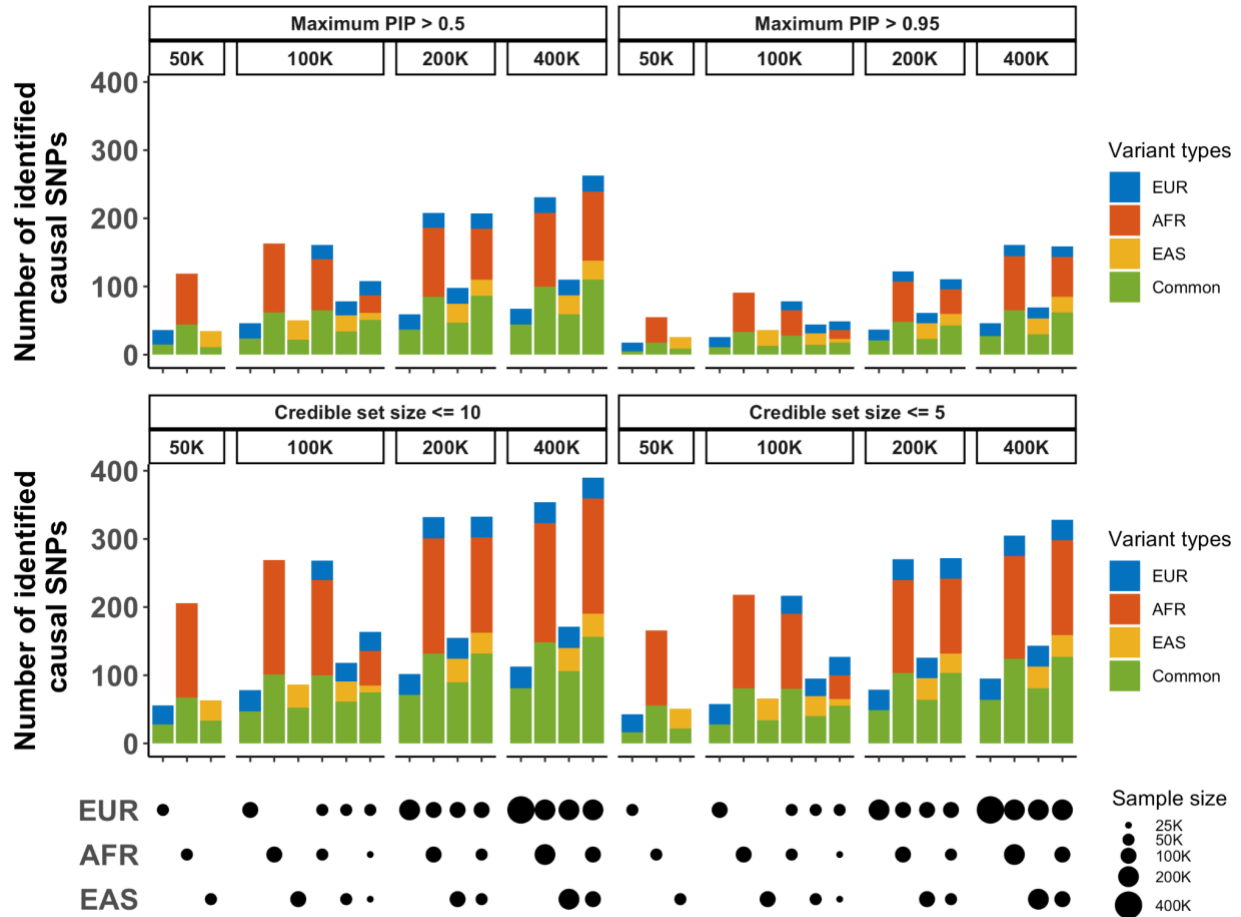 Maximum PIP > 0.5
Maximum PIP > 0.95
50K 100K 200K 400K 50K 100K 200K 400K
Number of identified
causal SNPs
400
300
200
100
0
Variant types
EUR
AFR
EAS
Common
Credible set size <= 10
Credible set size <= 5
50K 100K 200K 400K 50K 100K 200K 400K
Number of identified
causal SNPs
400
300
200
100
0
Variant types
EUR
AFR
EAS
Common
EUR
AFR
EAS
Sample size
25K
50K
100K
200K
400K